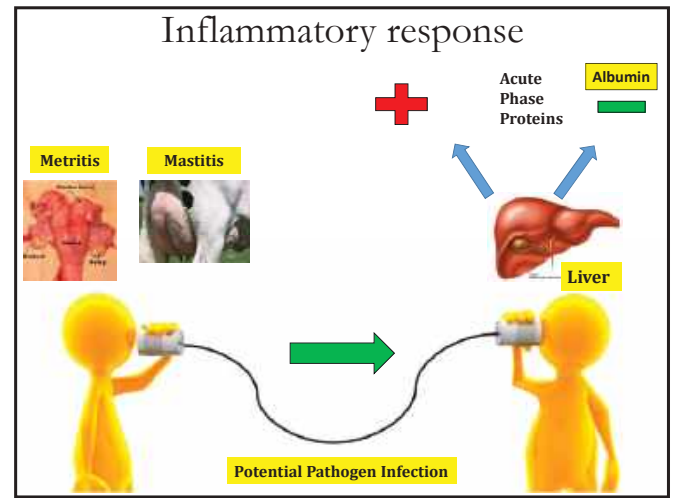 Inflammatory response
Acute
Phase
Proteins
Albumin
Metritis
Mastitis
Liver
Potential Pathogen Infection